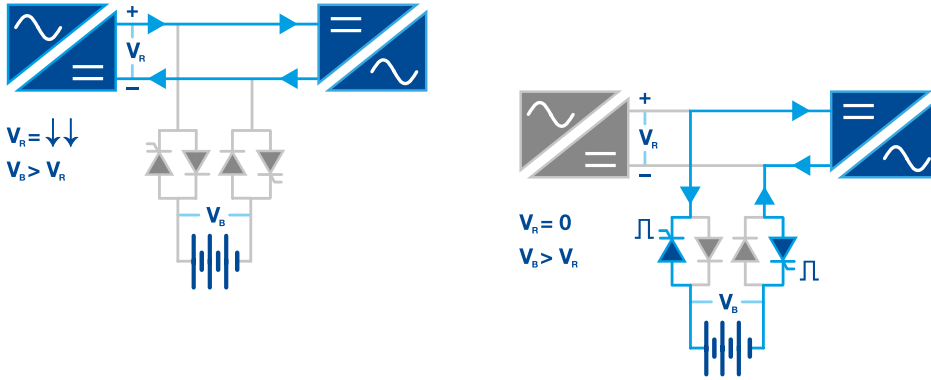 +
V_R
−
V_R = ↓↓
V_B > V_R
V_B
+
V_R
−
V_R = 0
V_B > V_R
V_B